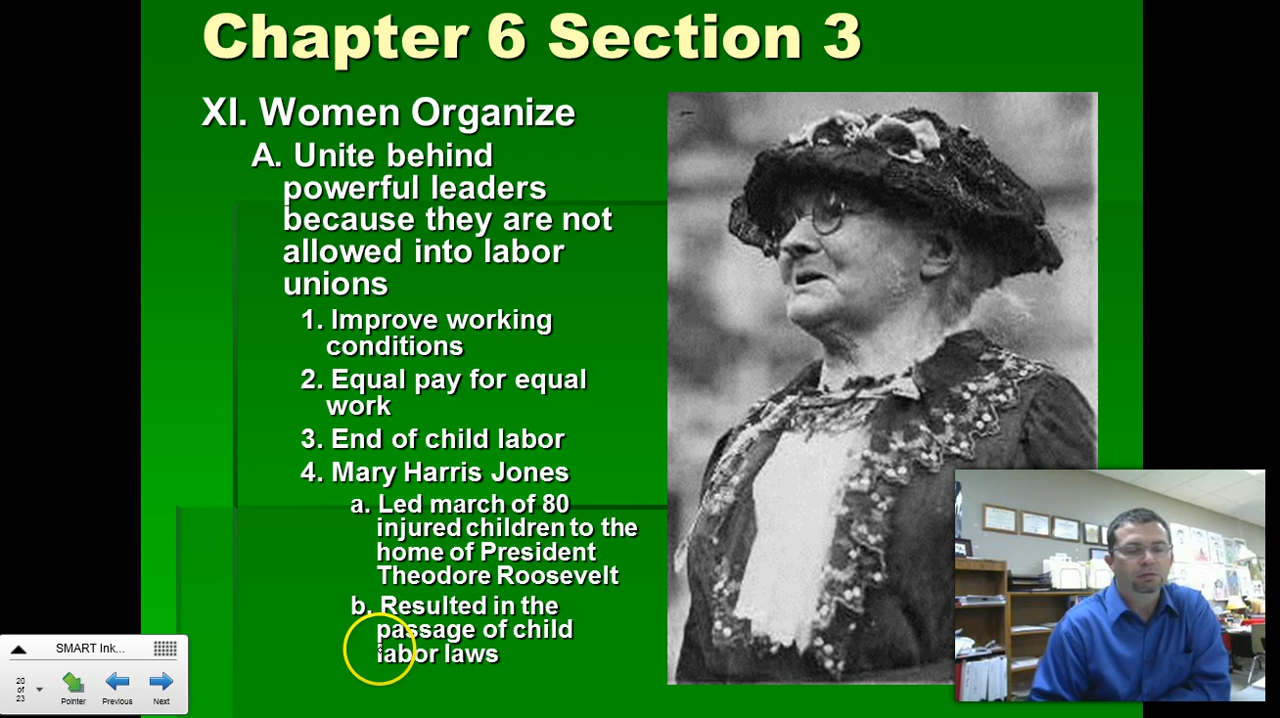 Chapter 6 Section 3
XI. Women Organize
A. Unite behind
powerful leaders
because they are not
allowed into labor
unions
1. Improve working
conditions
2. Equal pay for equal
work
3. End of child labor
4. Mary Harris Jones
a. Led march of 80
injured children to the
home of President
Theodore Roosevelt
b. Resulted in the
passage of child
labor laws
SMART Ink...
20
of
23
Pointer
Previous
Next